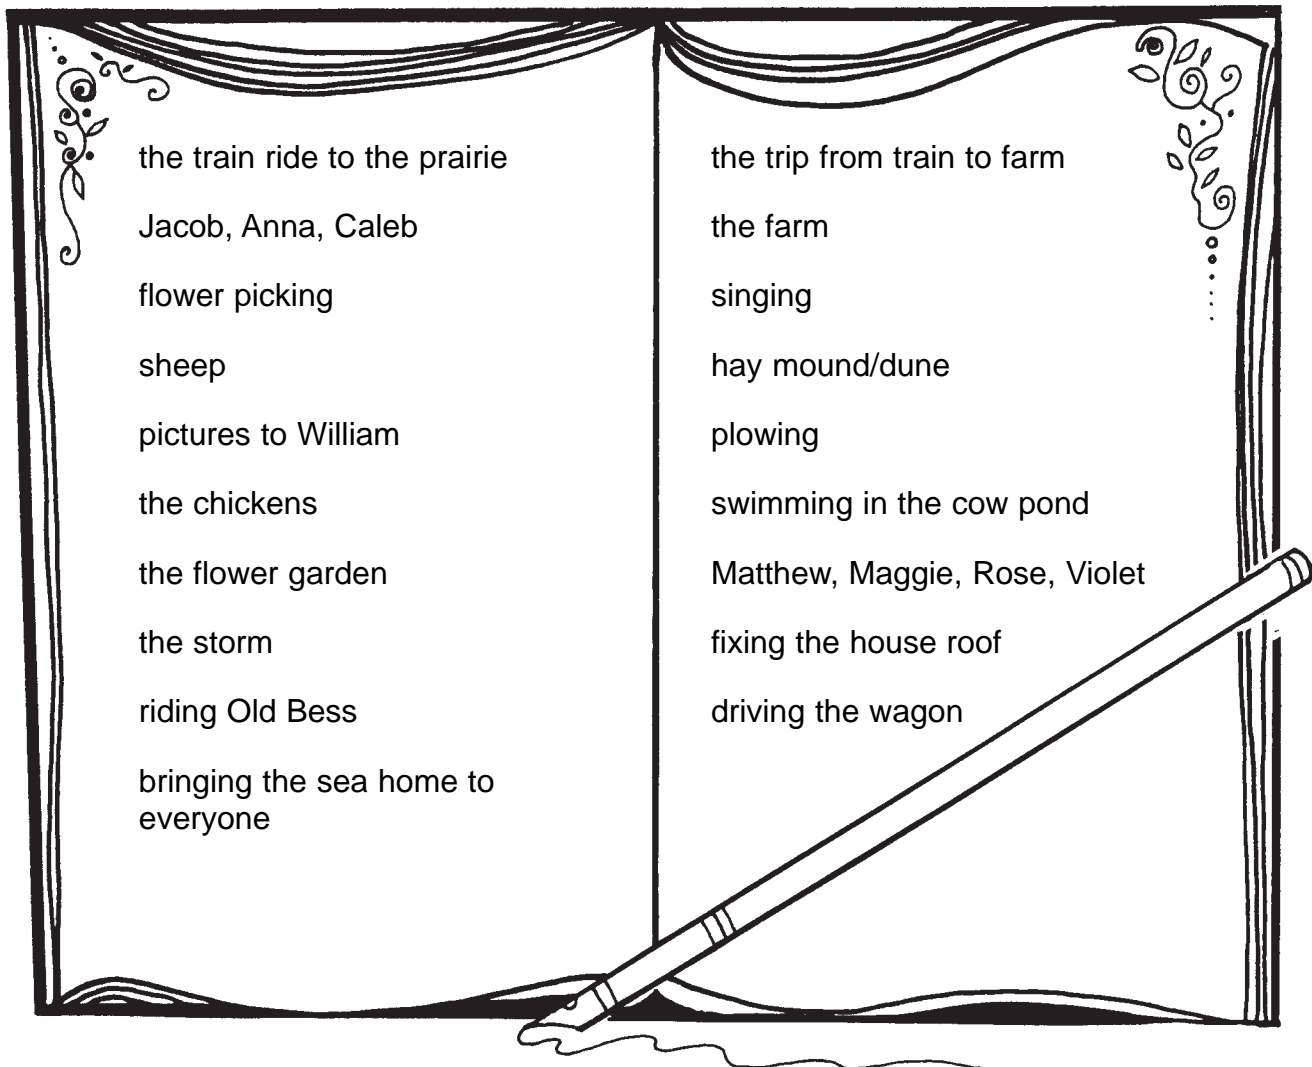 the train ride to the prairie
Jacob, Anna, Caleb
flower picking
sheep
pictures to William
the chickens
the flower garden
the storm
riding Old Bess
bringing the sea home to
everyone
the trip from train to farm
the farm
singing
hay mound/dune
plowing
swimming in the cow pond
Matthew, Maggie, Rose, Violet
fixing the house roof
driving the wagon